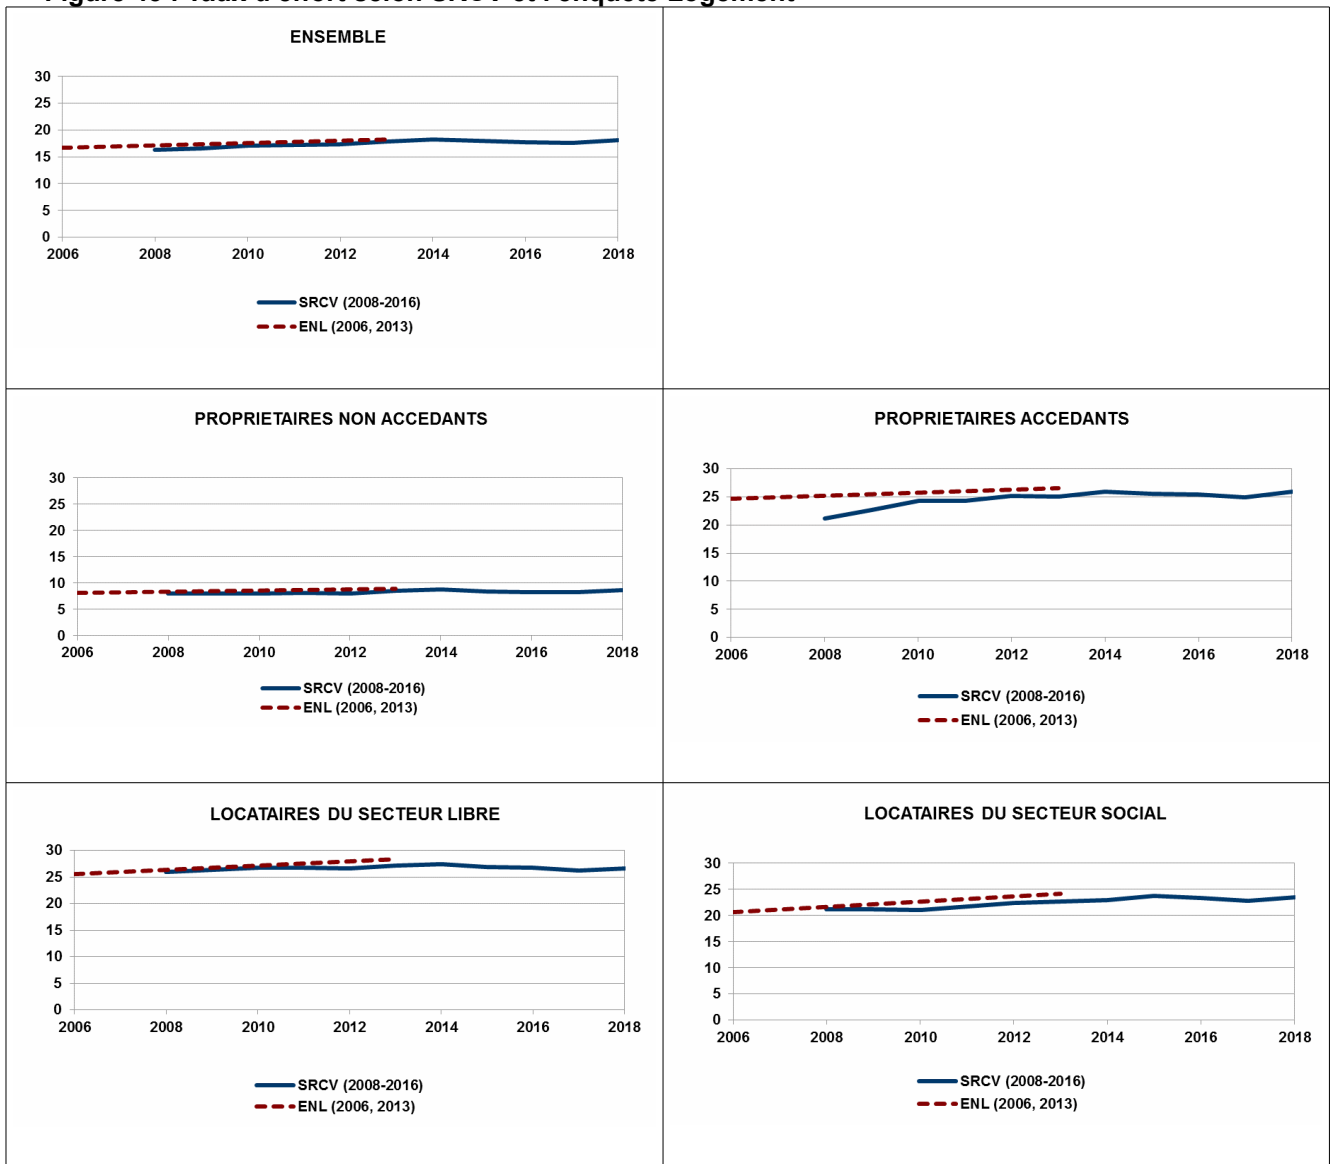 ENSEMBLE
30
25
20
15
10
5
0
2006 2008 2010 2012 2014 2016 2018
SRCV (2008-2016)
ENL (2006, 2013)
PROPRIETAIRES NON ACCEDANTS
30
25
20
15
10
5
0
2006 2008 2010 2012 2014 2016 2018
SRCV (2008-2016)
ENL (2006, 2013)
PROPRIETAIRES ACCEDANTS
30
25
20
15
10
5
0
2006 2008 2010 2012 2014 2016 2018
SRCV (2008-2016)
ENL (2006, 2013)
LOCATAIRES DU SECTEUR LIBRE
30
25
20
15
10
5
0
2006 2008 2010 2012 2014 2016 2018
SRCV (2008-2016)
ENL (2006, 2013)
LOCATAIRES DU SECTEUR SOCIAL
30
25
20
15
10
5
0
2006 2008 2010 2012 2014 2016 2018
SRCV (2008-2016)
ENL (2006, 2013)